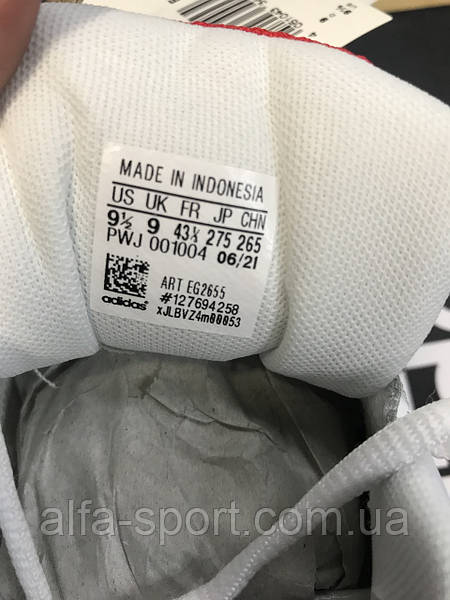 MADE IN INDONESIA
US UK FR JP CHN
9½ 9 43⅓ 275 265
PWJ 001004 06/21
ART EG2655
#127694258
adidas xJLBVZ4m00053
alfa-sport.com.ua